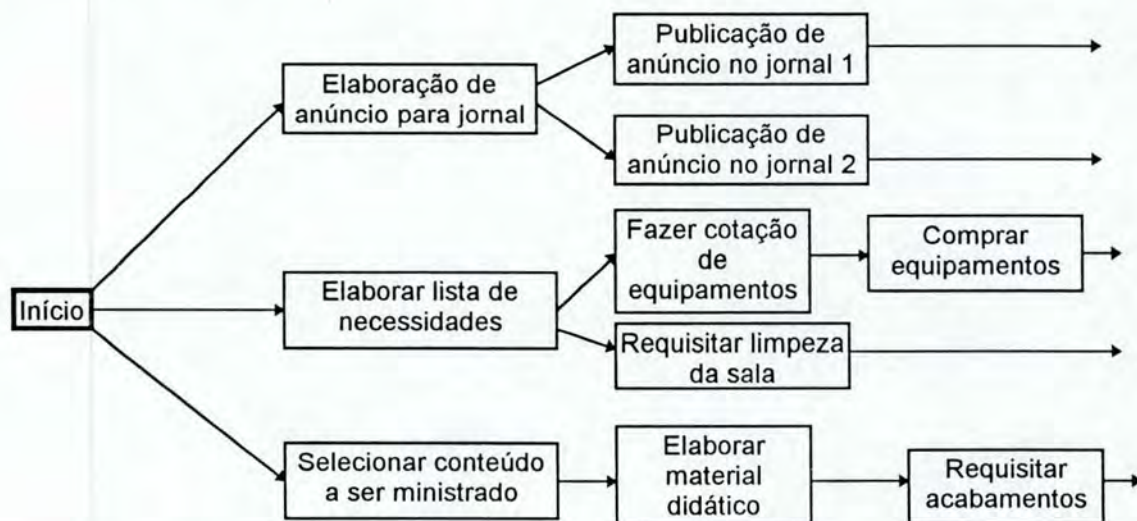 Publicação de
anúncio no jornal 1
Elaboração de
anúncio para jornal
Publicação de
anúncio no jornal 2
Fazer cotação
de
equipamentos
Comprar
equipamentos
Início
Elaborar lista de
necessidades
Requisitar limpeza
da sala
Selecionar conteúdo
a ser ministrado
Elaborar
material
didático
Requisitar
acabamentos